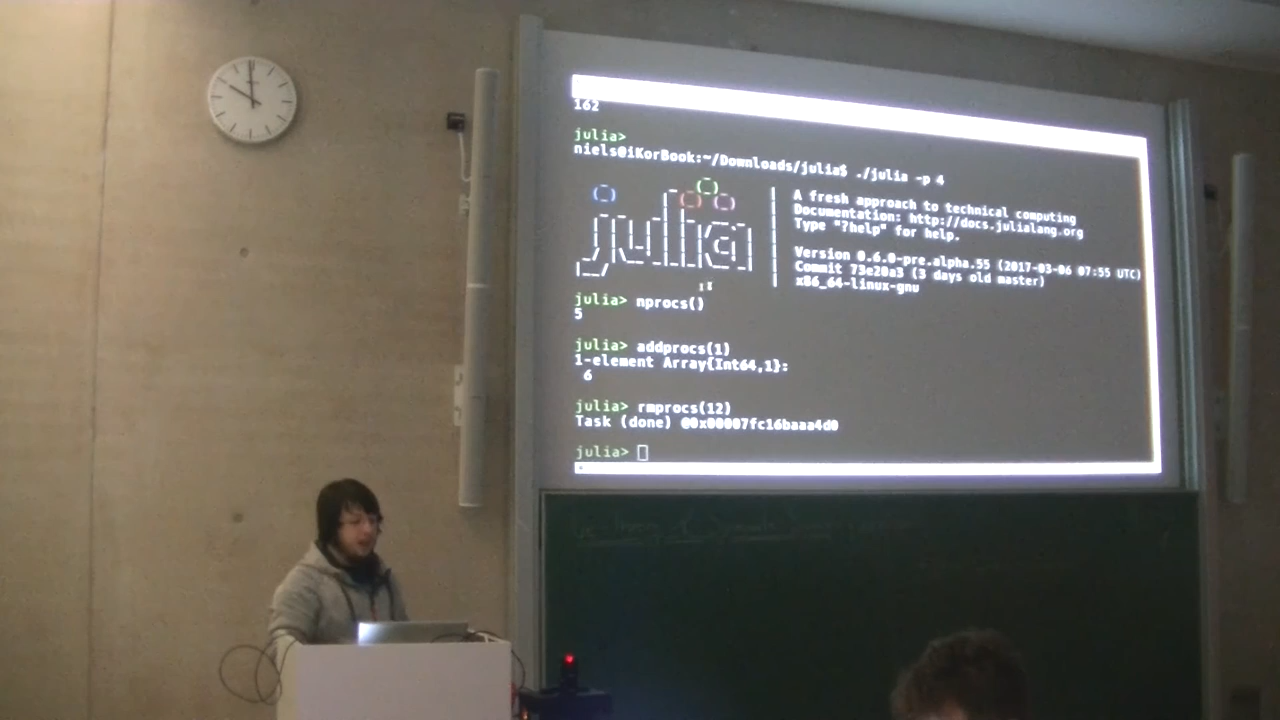 162
julia>
niels@iKorBook:~/Downloads/julia$ ./julia -p 4
A fresh approach to technical computing
Documentation: http://docs.julialang.org
Type "?help" for help.
Version 0.6.0-pre.alpha.55 (2017-03-06 07:55 UTC)
Commit 73e20a3 (3 days old master)
x86_64-linux-gnu
julia
julia> nprocs()
5
julia> addprocs(1)
1-element Array{Int64,1}:
6
julia> rmprocs(12)
Task (done) @0x00007fc16baaa4d0
julia>